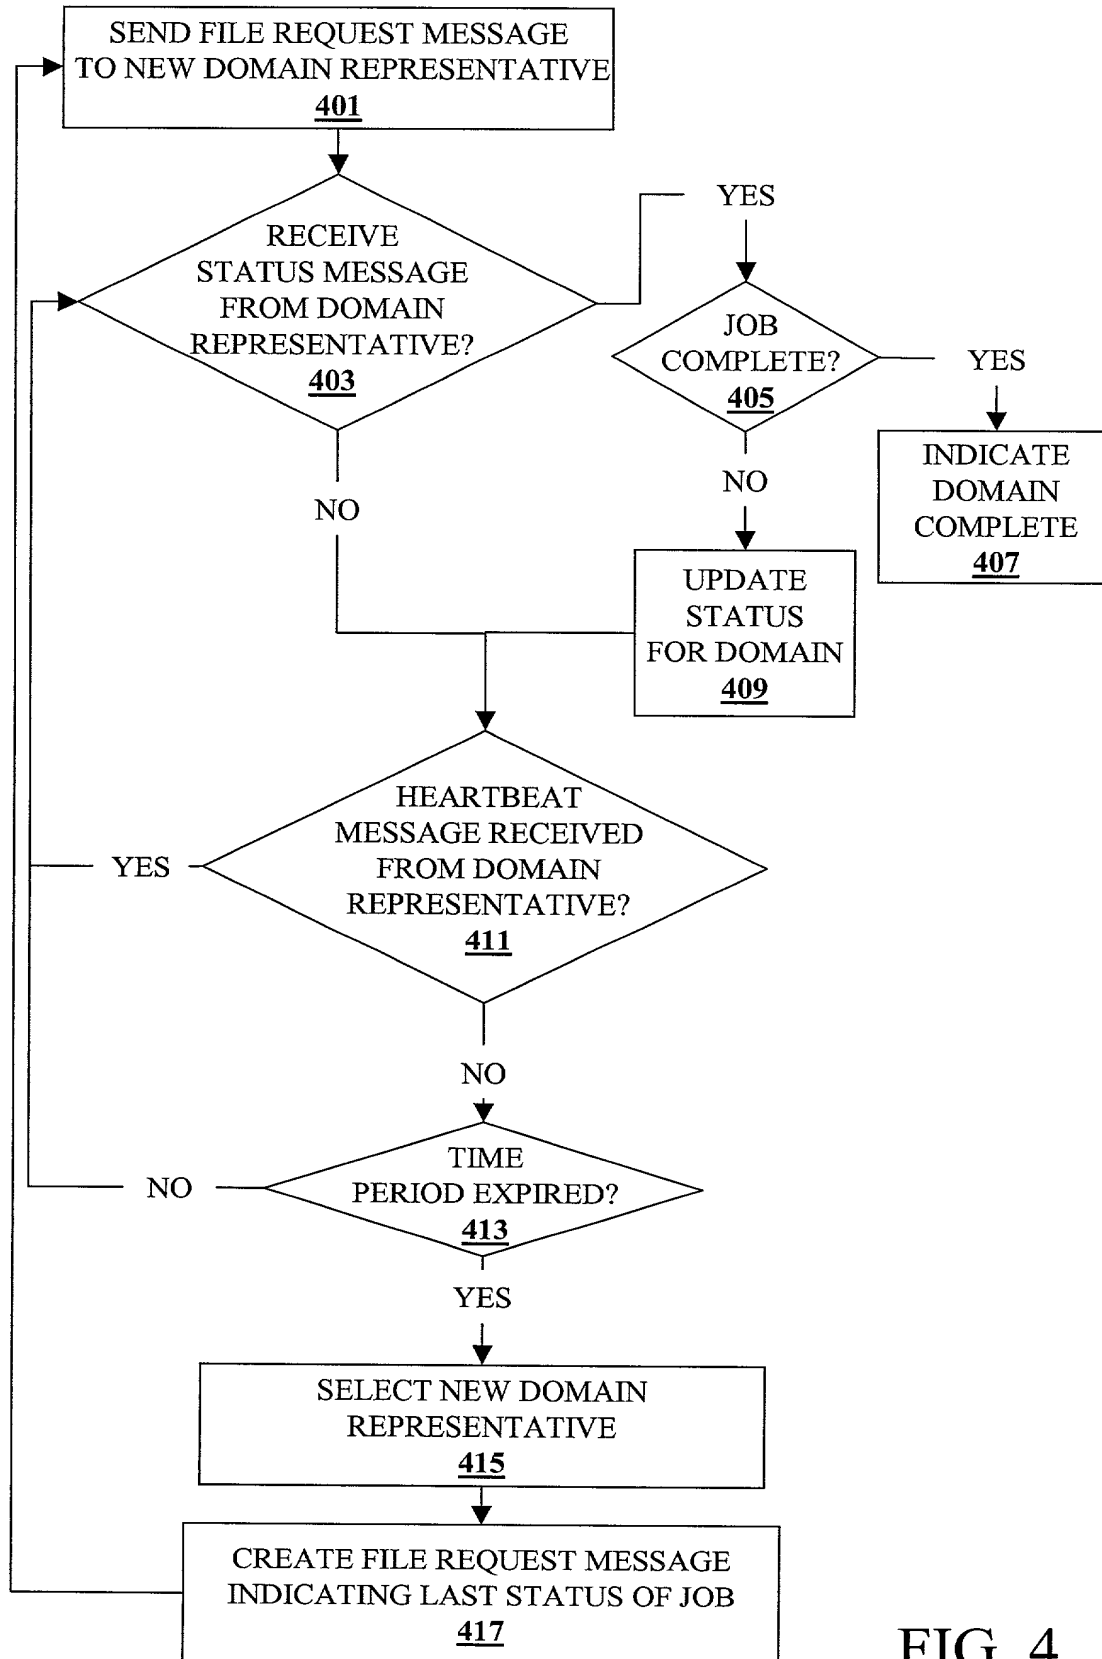 SEND FILE REQUEST MESSAGE
TO NEW DOMAIN REPRESENTATIVE
401
RECEIVE
STATUS MESSAGE
FROM DOMAIN
REPRESENTATIVE?
403
YES
JOB
COMPLETE?
405
YES
INDICATE
DOMAIN
COMPLETE
407
NO
NO
UPDATE
STATUS
FOR DOMAIN
409
HEARTBEAT
MESSAGE RECEIVED
FROM DOMAIN
REPRESENTATIVE?
411
YES
NO
TIME
PERIOD EXPIRED?
413
NO
YES
SELECT NEW DOMAIN
REPRESENTATIVE
415
CREATE FILE REQUEST MESSAGE
INDICATING LAST STATUS OF JOB
417
FIG. 4